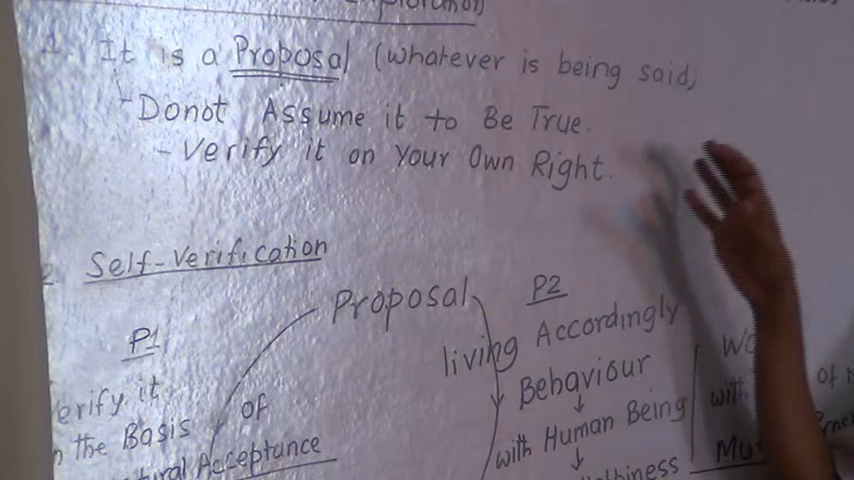 1. It is a Proposal (whatever is being said)
- Donot Assume it to Be True.
- Verify it on Your Own Right.
2. Self-Verification
Proposal
P1
P2
living Accordingly
Behaviour
erify it
of
the Basis
with Human Being
Acceptance
with
of